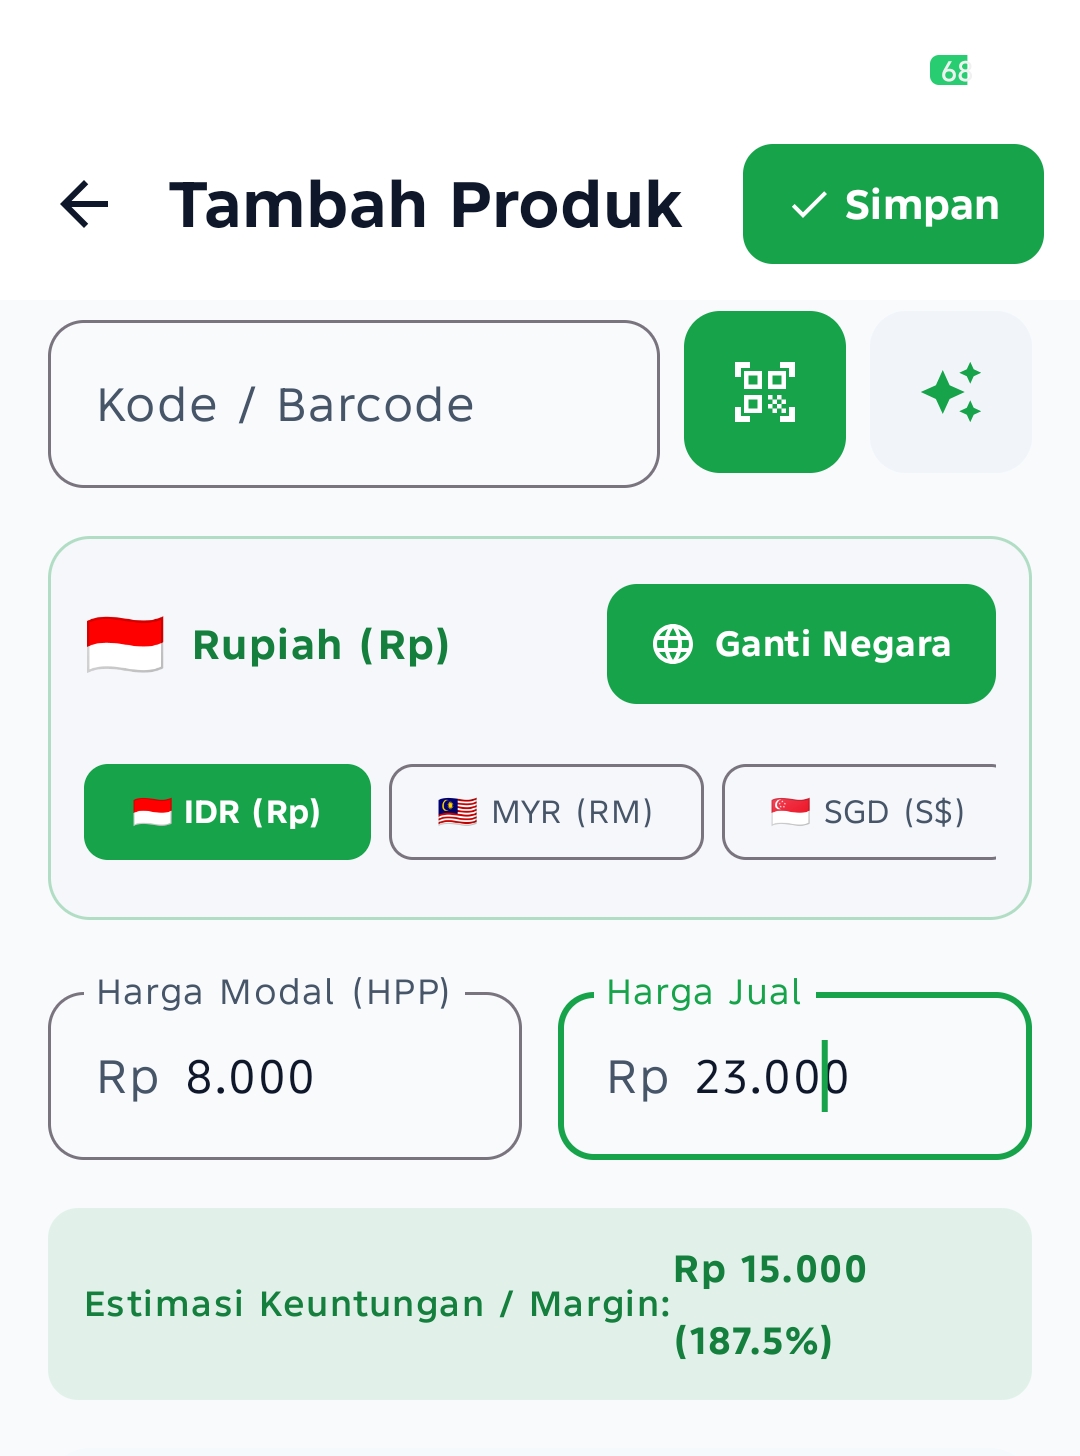 68
Tambah Produk
Simpan
Kode / Barcode
Rupiah (Rp)
Ganti Negara
IDR (Rp)
MYR (RM)
SGD (S$)
Harga Modal (HPP)
Harga Jual
Rp 8.000
Rp 23.000
Estimasi Keuntungan / Margin:
Rp 15.000
(187.5%)